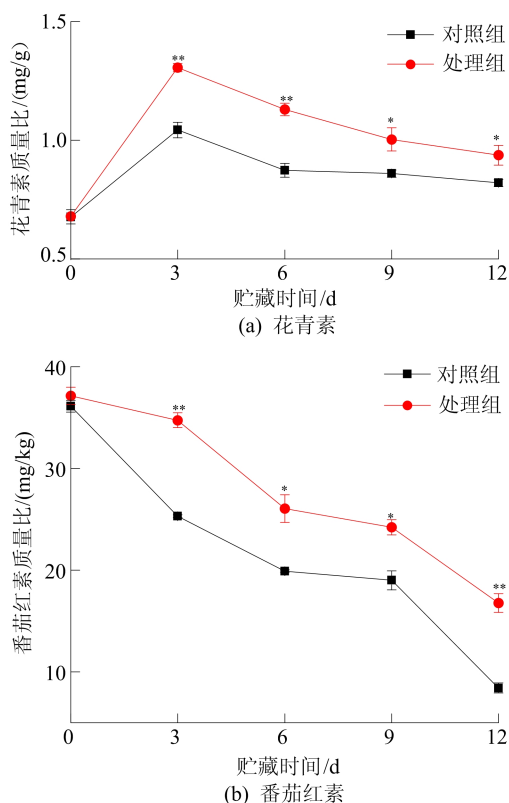 花青素质量比/(mg/g)
1.5
1.0
0.5
对照组
处理组
**
**
*
*
0 3 6 9 12
贮藏时间/d
(a) 花青素
番茄红素质量比/(mg/kg)
40
30
20
10
对照组
处理组
**
*
*
**
0 3 6 9 12
贮藏时间/d
(b) 番茄红素